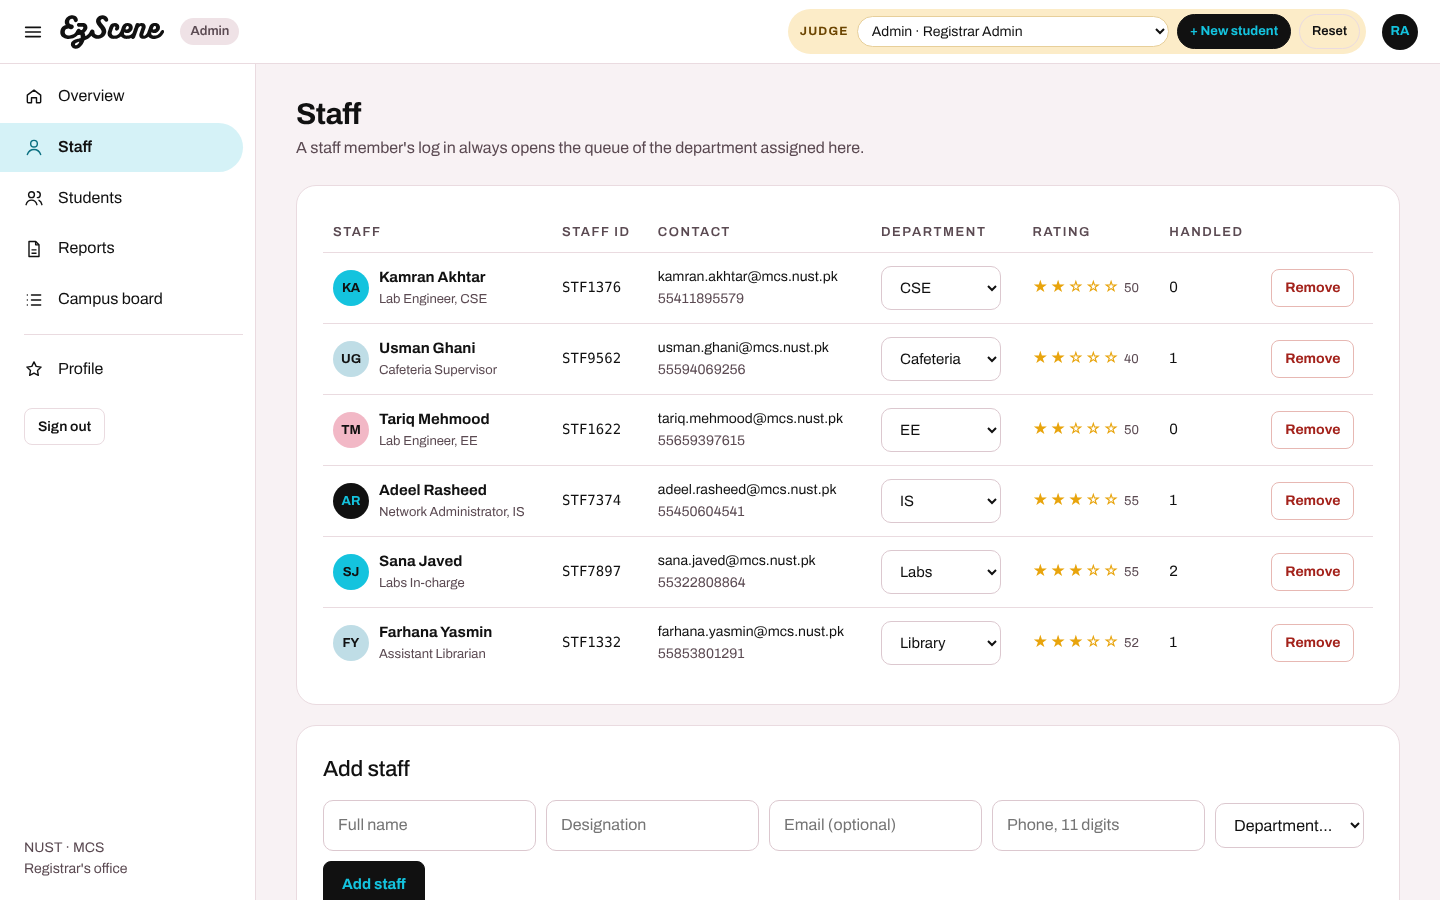 EzScene
Admin
JUDGE
Admin · Registrar Admin
+ New student
Reset
RA
Overview
Staff
Students
Reports
Campus board
Profile
Sign out
NUST · MCS
Registrar's office
Staff
A staff member's log in always opens the queue of the department assigned here.
STAFF STAFF ID CONTACT DEPARTMENT RATING HANDLED
KA Kamran Akhtar STF1376 kamran.akhtar@mcs.nust.pk CSE ★★☆☆☆ 50 0 Remove
Lab Engineer, CSE 55411895579
UG Usman Ghani STF9562 usman.ghani@mcs.nust.pk Cafeteria ★★☆☆☆ 40 1 Remove
Cafeteria Supervisor 55594069256
TM Tariq Mehmood STF1622 tariq.mehmood@mcs.nust.pk EE ★★☆☆☆ 50 0 Remove
Lab Engineer, EE 55659397615
AR Adeel Rasheed STF7374 adeel.rasheed@mcs.nust.pk IS ★★★☆☆ 55 1 Remove
Network Administrator, IS 55450604541
SJ Sana Javed STF7897 sana.javed@mcs.nust.pk Labs ★★★☆☆ 55 2 Remove
Labs In-charge 55322808864
FY Farhana Yasmin STF1332 farhana.yasmin@mcs.nust.pk Library ★★★☆☆ 52 1 Remove
Assistant Librarian 55853801291
Add staff
Full name
Designation
Email (optional)
Phone, 11 digits
Department...
Add staff